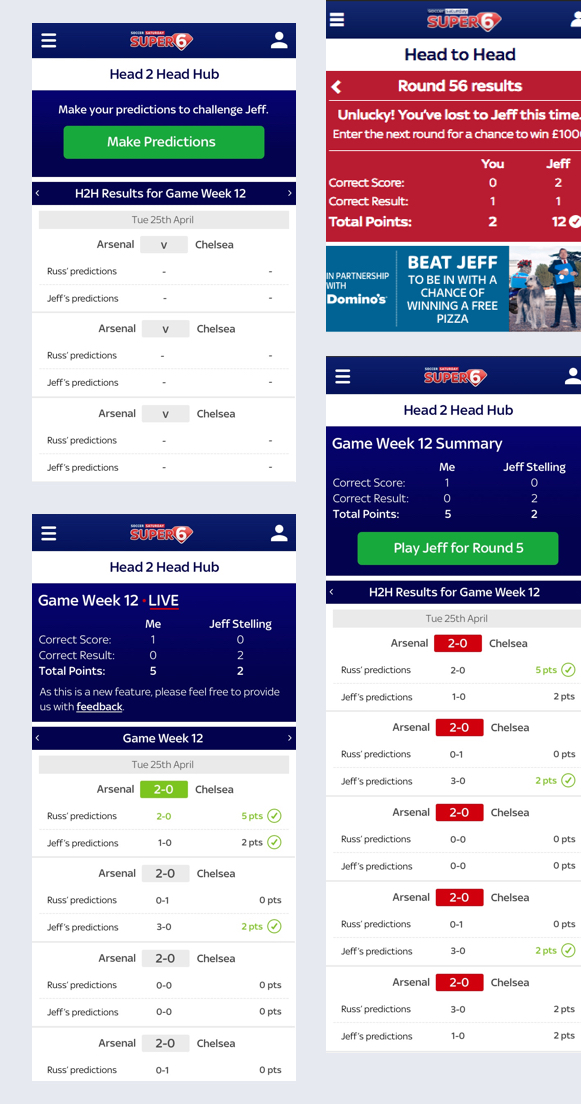 SOCCER SATURDAY
SUPER 6
Head 2 Head Hub
Make your predictions to challenge Jeff.
Make Predictions
H2H Results for Game Week 12
Tue 25th April
Arsenal v Chelsea
Russ' predictions - -
Jeff's predictions - -
Arsenal v Chelsea
Russ' predictions - -
Jeff's predictions - -
Arsenal v Chelsea
Russ' predictions - -
Jeff's predictions - -
SOCCER SATURDAY
SUPER 6
Head 2 Head Hub
Game Week 12 • LIVE
Me Jeff Stelling
Correct Score: 1 0
Correct Result: 0 2
Total Points: 5 2
As this is a new feature, please feel free to provide
us with feedback.
Game Week 12
Tue 25th April
Arsenal 2-0 Chelsea
Russ' predictions 2-0 5 pts
Jeff's predictions 1-0 2 pts
Arsenal 2-0 Chelsea
Russ' predictions 0-1 0 pts
Jeff's predictions 3-0 2 pts
Arsenal 2-0 Chelsea
Russ' predictions 0-0 0 pts
Jeff's predictions 0-0 0 pts
Arsenal 2-0 Chelsea
Russ' predictions 0-1 0 pts
SOCCER SATURDAY
SUPER 6
Head to Head
Round 56 results
Unlucky! You've lost to Jeff this time.
Enter the next round for a chance to win £100
You Jeff
Correct Score: 0 2
Correct Result: 1 1
Total Points: 2 12
IN PARTNERSHIP
WITH
Domino's
BEAT JEFF
TO BE IN WITH A
CHANCE OF
WINNING A FREE
PIZZA
SOCCER SATURDAY
SUPER 6
Head 2 Head Hub
Game Week 12 Summary
Me Jeff Stelling
Correct Score: 1 0
Correct Result: 0 2
Total Points: 5 2
Play Jeff for Round 5
H2H Results for Game Week 12
Tue 25th April
Arsenal 2-0 Chelsea
Russ' predictions 2-0 5 pts
Jeff's predictions 1-0 2 pts
Arsenal 2-0 Chelsea
Russ' predictions 0-1 0 pts
Jeff's predictions 3-0 2 pts
Arsenal 2-0 Chelsea
Russ' predictions 0-0 0 pts
Jeff's predictions 0-0 0 pts
Arsenal 2-0 Chelsea
Russ' predictions 0-1 0 pts
Jeff's predictions 3-0 2 pts
Arsenal 2-0 Chelsea
Russ' predictions 3-0 2 pts
Jeff's predictions 1-0 2 pts